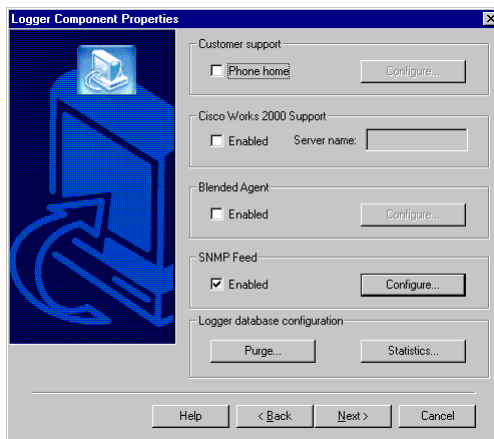 Logger Component Properties
Customer support
Phone home
Configure...
Cisco Works 2000 Support
Enabled Server name:
Blended Agent
Enabled
Configure...
SNMP Feed
Enabled
Configure...
Logger database configuration
Purge... Statistics...
Help < Back Next > Cancel